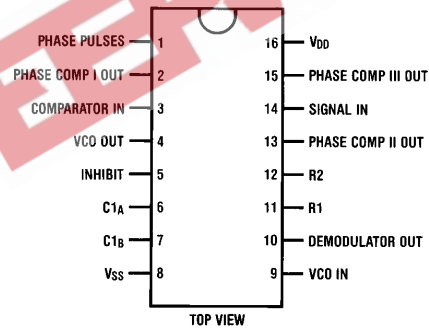 PHASE PULSES 1 16 VDD
PHASE COMP I OUT 2 15 PHASE COMP III OUT
COMPARATOR IN 3 14 SIGNAL IN
VCO OUT 4 13 PHASE COMP II OUT
INHIBIT 5 12 R2
C1A 6 11 R1
C1B 7 10 DEMODULATOR OUT
VSS 8 9 VCO IN
TOP VIEW